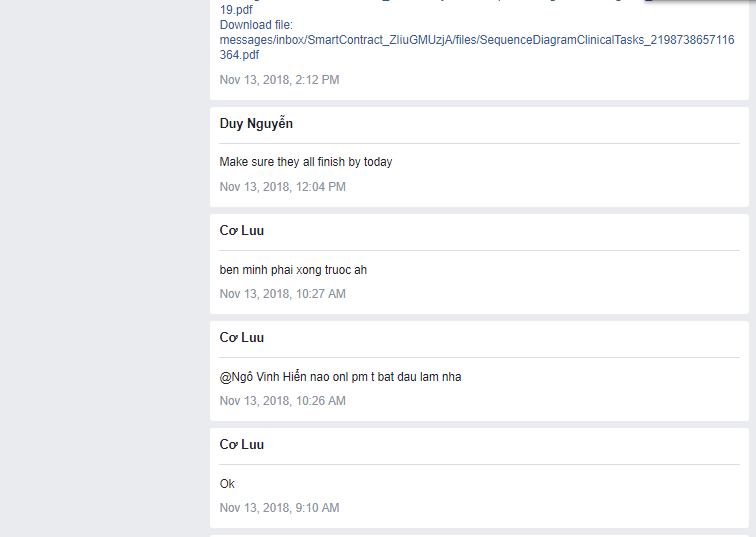 19.pdf
Download file:
messages/inbox/SmartContract_ZIiuGMUzjA/files/SequenceDiagramClinicalTasks_2198738657116
364.pdf
Nov 13, 2018, 2:12 PM
Duy Nguyễn
Make sure they all finish by today
Nov 13, 2018, 12:04 PM
Cơ Luu
ben minh phai xong truoc ah
Nov 13, 2018, 10:27 AM
Cơ Luu
@Ngô Vinh Hiển nao onl pm t bat dau lam nha
Nov 13, 2018, 10:26 AM
Cơ Luu
Ok
Nov 13, 2018, 9:10 AM